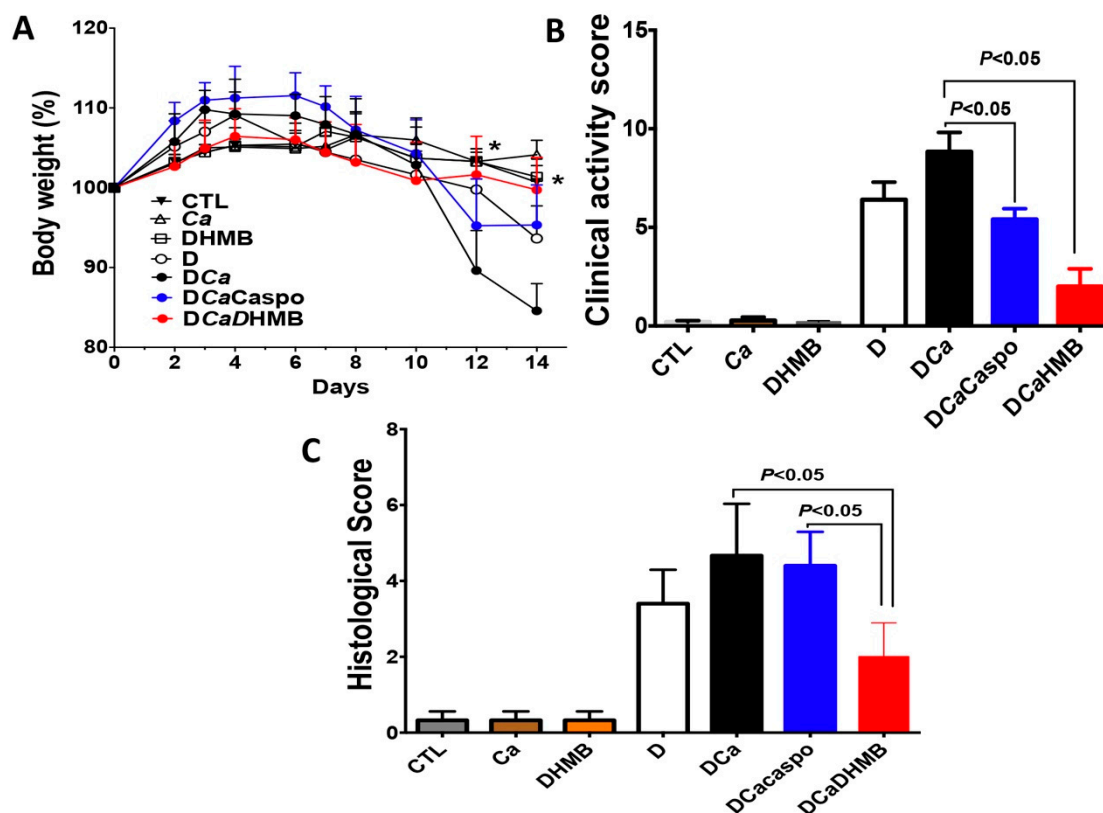 A
Body weight (%)
120
110
100
90
80
0 2 4 6 8 10 12 14
Days
CTL
Ca
DHMB
D
DCa
DCaCaspo
DCaDHMB
*
*
B
Clinical activity score
15
10
5
0
P<0.05
P<0.05
CTL
Ca
DHMB
D
DCa
DCaCaspo
DCaHMB
C
Histological Score
8
6
4
2
0
P<0.05
P<0.05
CTL
Ca
DHMB
D
DCa
DCacaspo
DCaDHMB